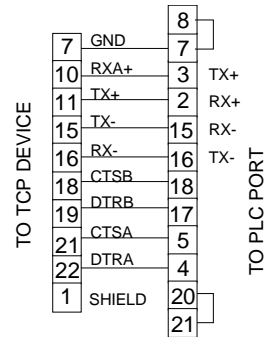 8
7 GND 7
10 RXA+ 3 TX+
11 TX+ 2 RX+
15 TX- 15 RX-
16 RX- 16 TX-
18 CTSB 18
19 DTRB 17
21 CTSA 5
22 DTRA 4
1 SHIELD 20
21
TO TCP DEVICE
TO PLC PORT